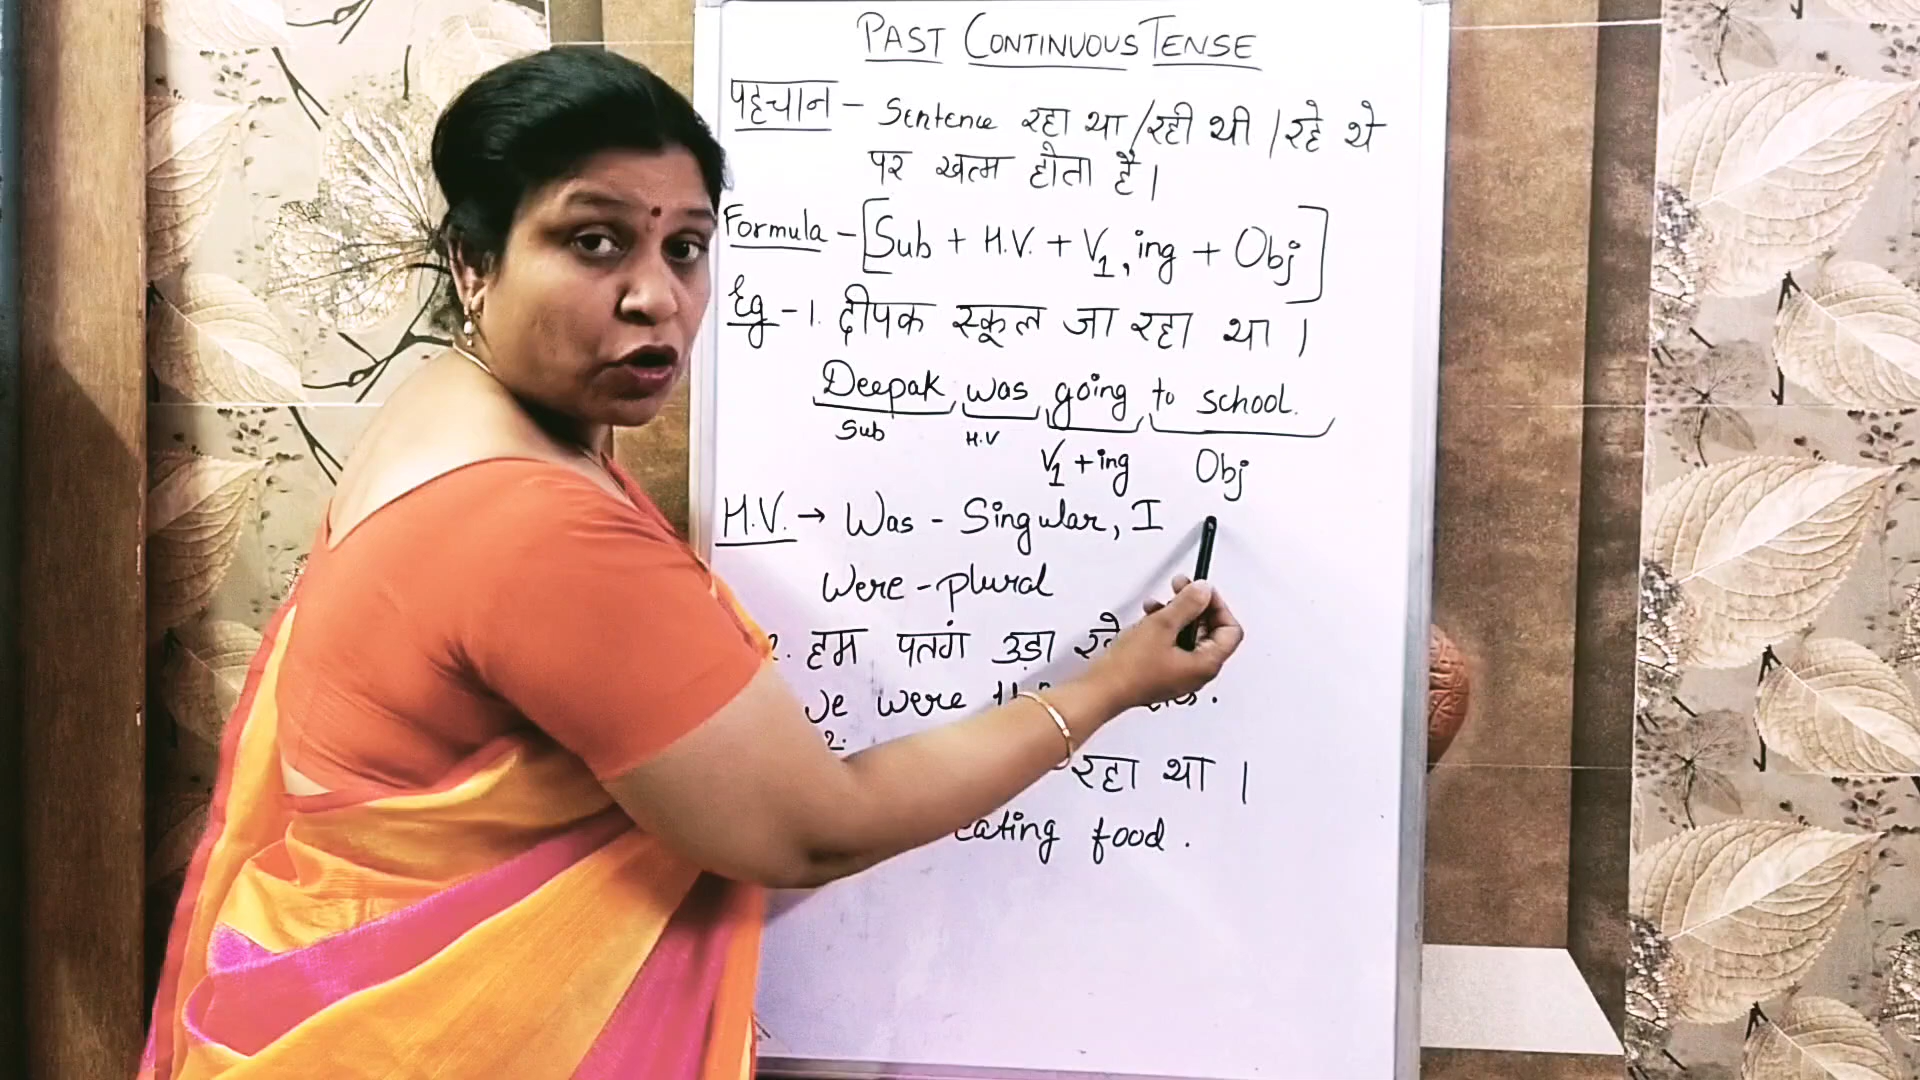 PAST CONTINUOUS TENSE
पहचान - Sentence रहा था/रही थी/रहे थे
पर खत्म होता है।
Formula - [Sub + H.V. + V1, ing + Obj]
Eg - 1. दीपक स्कूल जा रहा था।
Deepak was going to school.
Sub H.V V1 + ing Obj
H.V. → Was - Singular, I
Were - plural
2. हम पतंग उड़ा
were
2.
रहा था।
eating food.